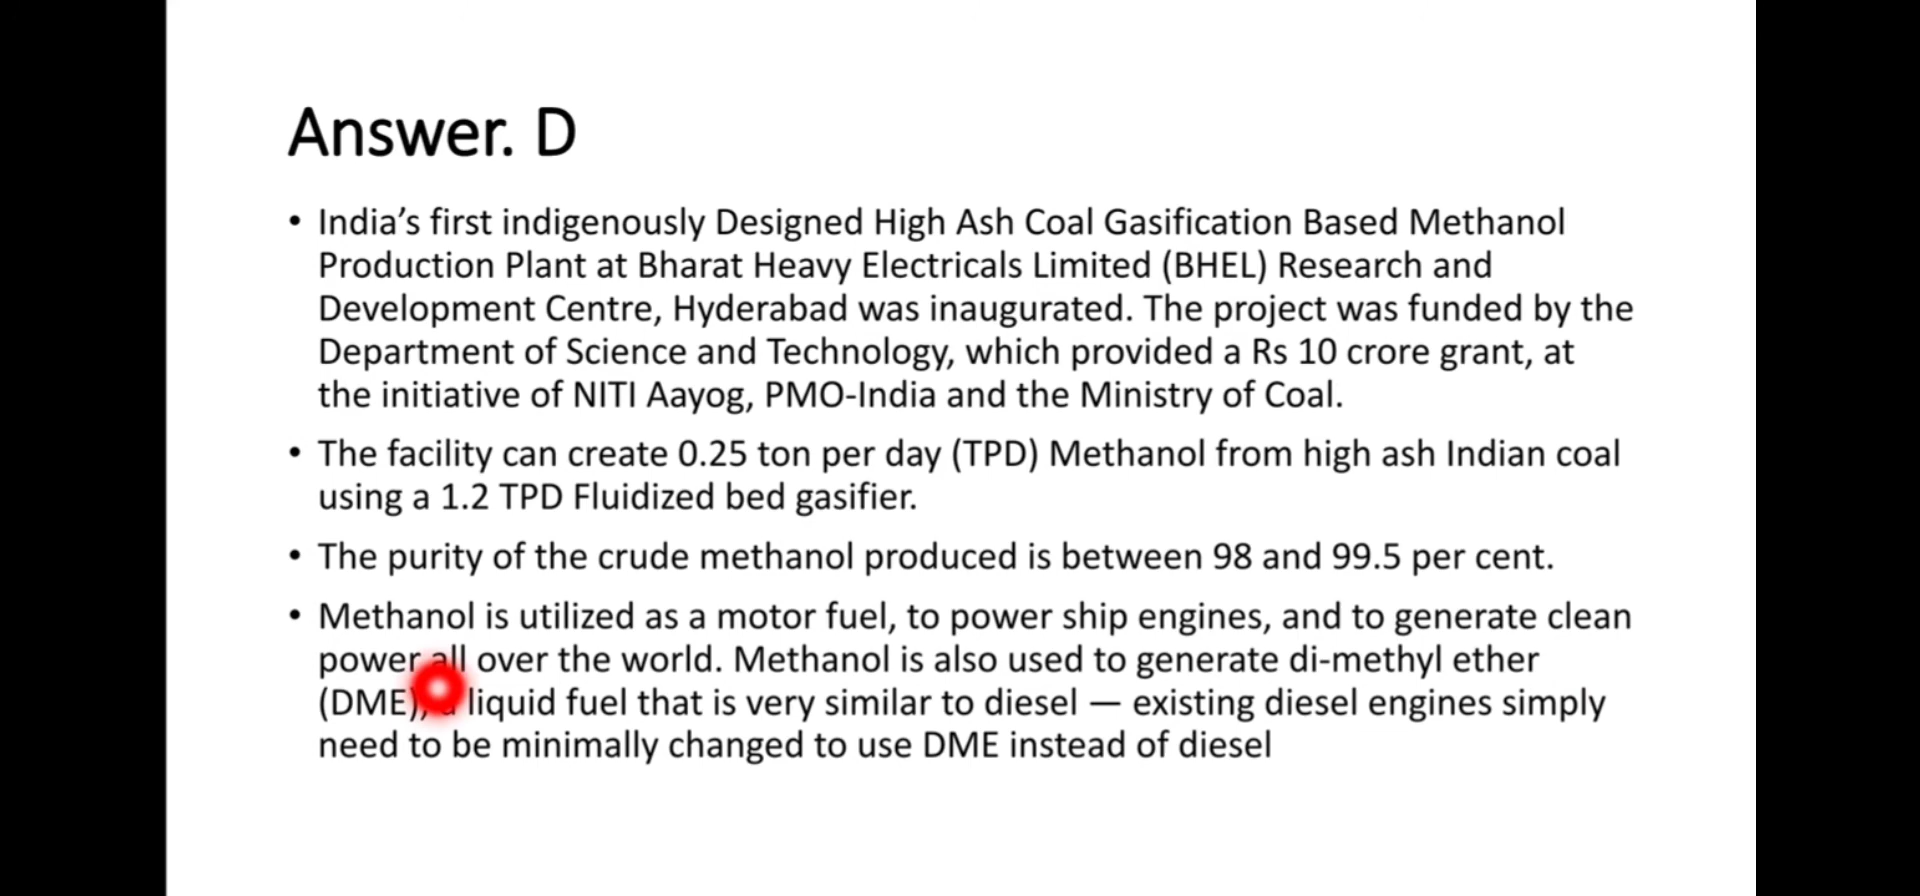 Answer. D
• India’s first indigenously Designed High Ash Coal Gasification Based Methanol
Production Plant at Bharat Heavy Electricals Limited (BHEL) Research and
Development Centre, Hyderabad was inaugurated. The project was funded by the
Department of Science and Technology, which provided a Rs 10 crore grant, at
the initiative of NITI Aayog, PMO-India and the Ministry of Coal.
• The facility can create 0.25 ton per day (TPD) Methanol from high ash Indian coal
using a 1.2 TPD Fluidized bed gasifier.
• The purity of the crude methanol produced is between 98 and 99.5 per cent.
• Methanol is utilized as a motor fuel, to power ship engines, and to generate clean
power all over the world. Methanol is also used to generate di-methyl ether
(DME), a liquid fuel that is very similar to diesel — existing diesel engines simply
need to be minimally changed to use DME instead of diesel